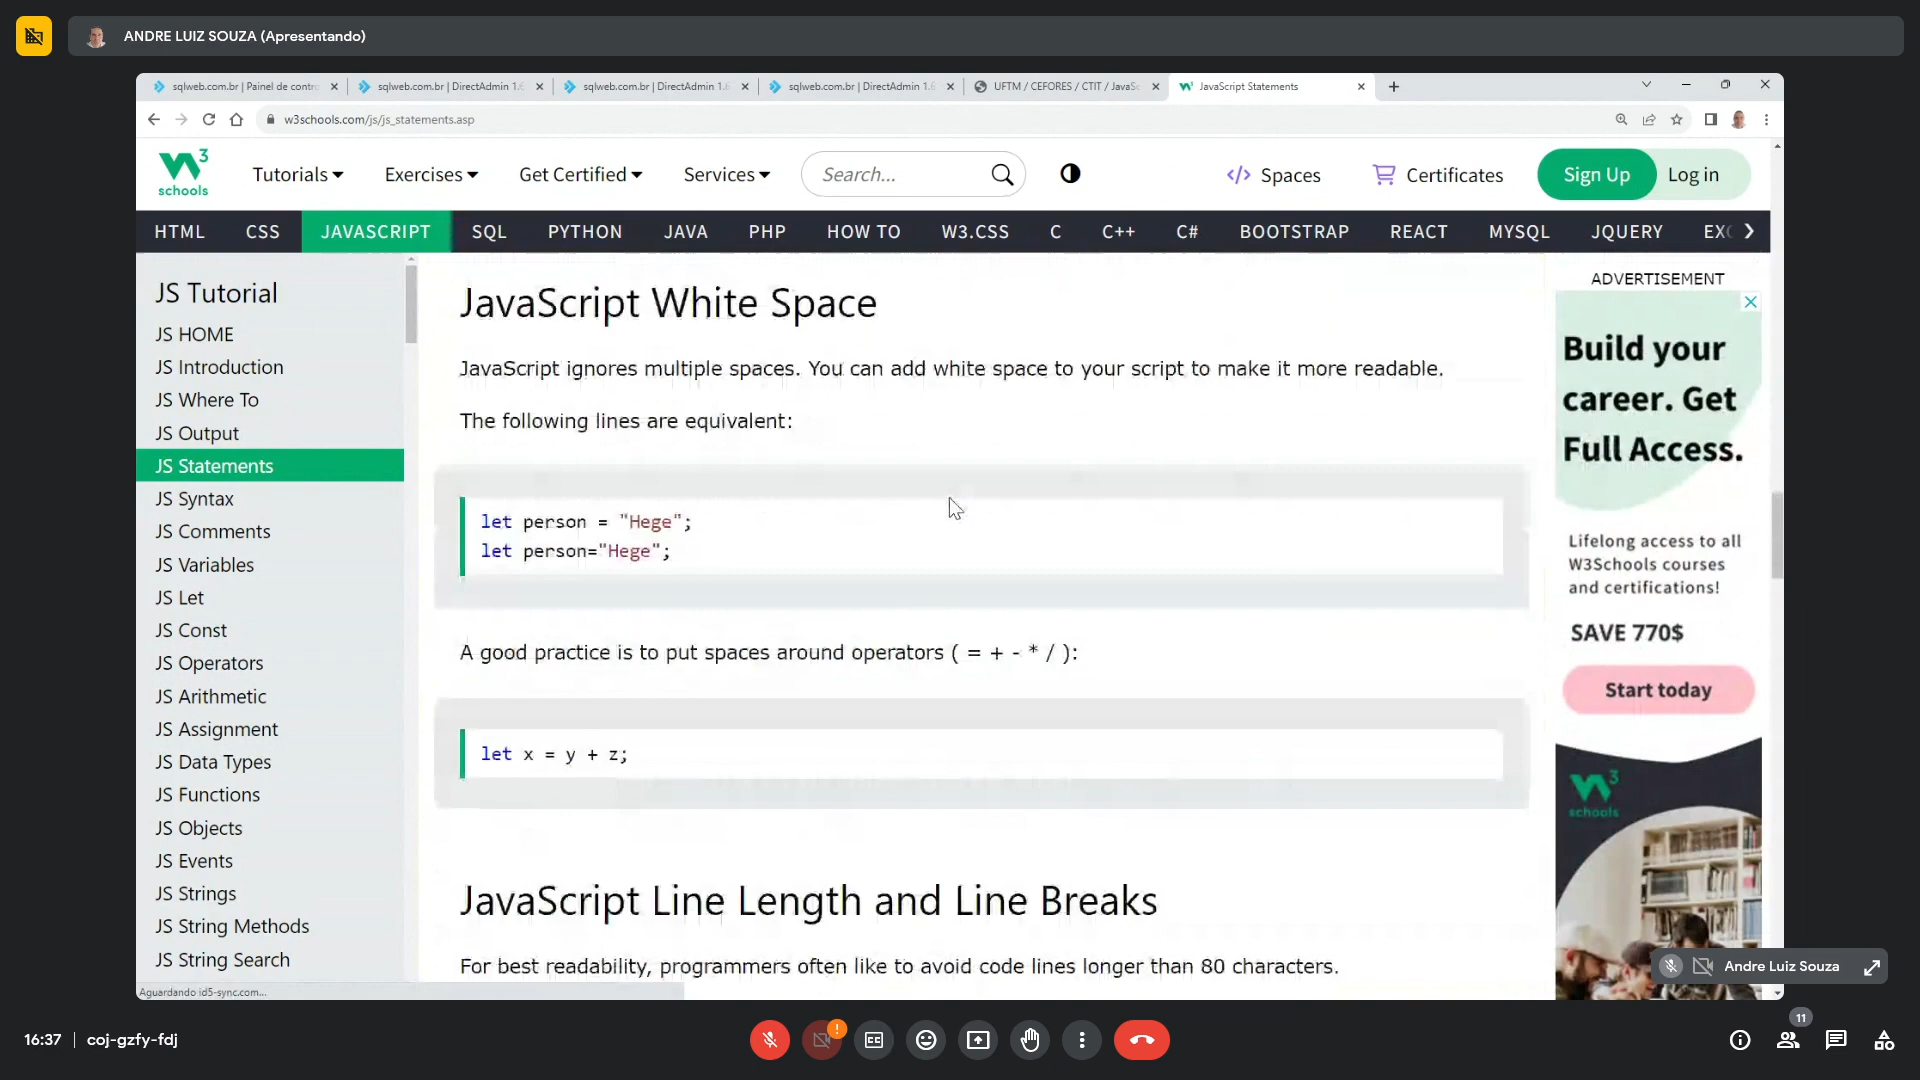 ANDRE LUIZ SOUZA (Apresentando)
sqlweb.com.br | Painel de contro
sqlweb.com.br | DirectAdmin 1.6
sqlweb.com.br | DirectAdmin 1.6
sqlweb.com.br | DirectAdmin 1.6
UFTM / CEFORES / CTIT / JavaSc
JavaScript Statements
w3schools.com/js/js_statements.asp
W3 schools
Tutorials
Exercises
Get Certified
Services
Search...
Spaces
Certificates
Sign Up
Log in
HTML CSS JAVASCRIPT SQL PYTHON JAVA PHP HOW TO W3.CSS C C++ C# BOOTSTRAP REACT MYSQL JQUERY EXC
JS Tutorial
JS HOME
JS Introduction
JS Where To
JS Output
JS Statements
JS Syntax
JS Comments
JS Variables
JS Let
JS Const
JS Operators
JS Arithmetic
JS Assignment
JS Data Types
JS Functions
JS Objects
JS Events
JS Strings
JS String Methods
JS String Search
JavaScript White Space
JavaScript ignores multiple spaces. You can add white space to your script to make it more readable.
The following lines are equivalent:
let person = "Hege";
let person="Hege";
A good practice is to put spaces around operators ( = + - * / ):
let x = y + z;
JavaScript Line Length and Line Breaks
For best readability, programmers often like to avoid code lines longer than 80 characters.
ADVERTISEMENT
Build your
career. Get
Full Access.
Lifelong access to all
W3Schools courses
and certifications!
SAVE 770$
Start today
W3 schools
Andre Luiz Souza
Aguardando id5-sync.com...
16:37 | coj-gzfy-fdj
!
11